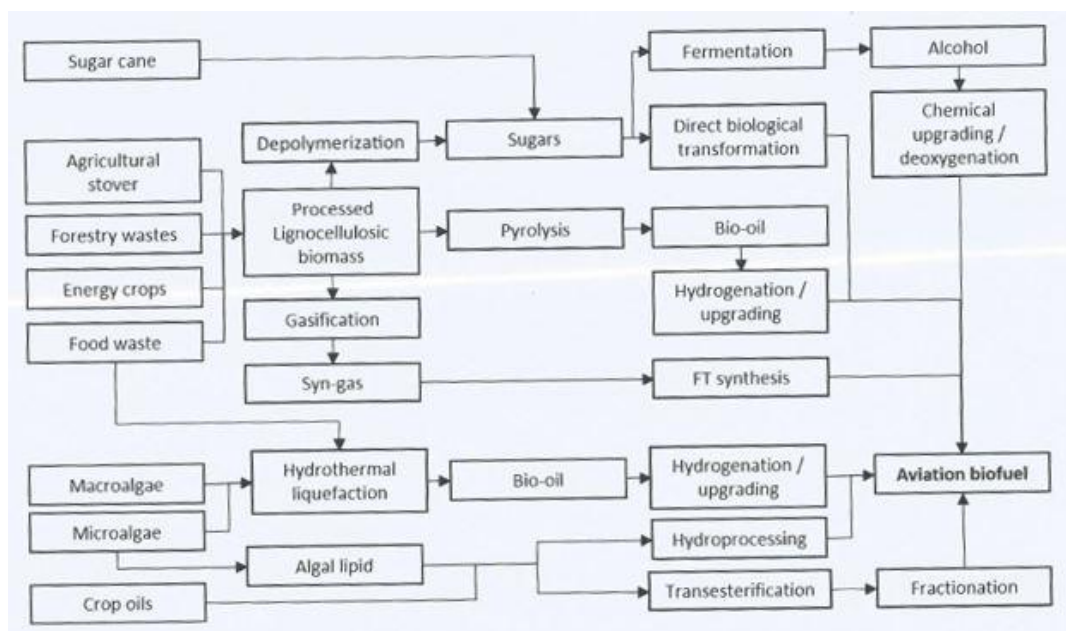 Sugar cane
Fermentation
Alcohol
Depolymerization
Sugars
Direct biological
transformation
Chemical
upgrading /
deoxygenation
Agricultural
stover
Processed
Lignocellulosic
biomass
Pyrolysis
Bio-oil
Forestry wastes
Energy crops
Gasification
Hydrogenation /
upgrading
Food waste
Syn-gas
FT synthesis
Macroalgae
Hydrothermal
liquefaction
Bio-oil
Hydrogenation /
upgrading
Aviation biofuel
Microalgae
Algal lipid
Hydroprocessing
Crop oils
Transesterification
Fractionation